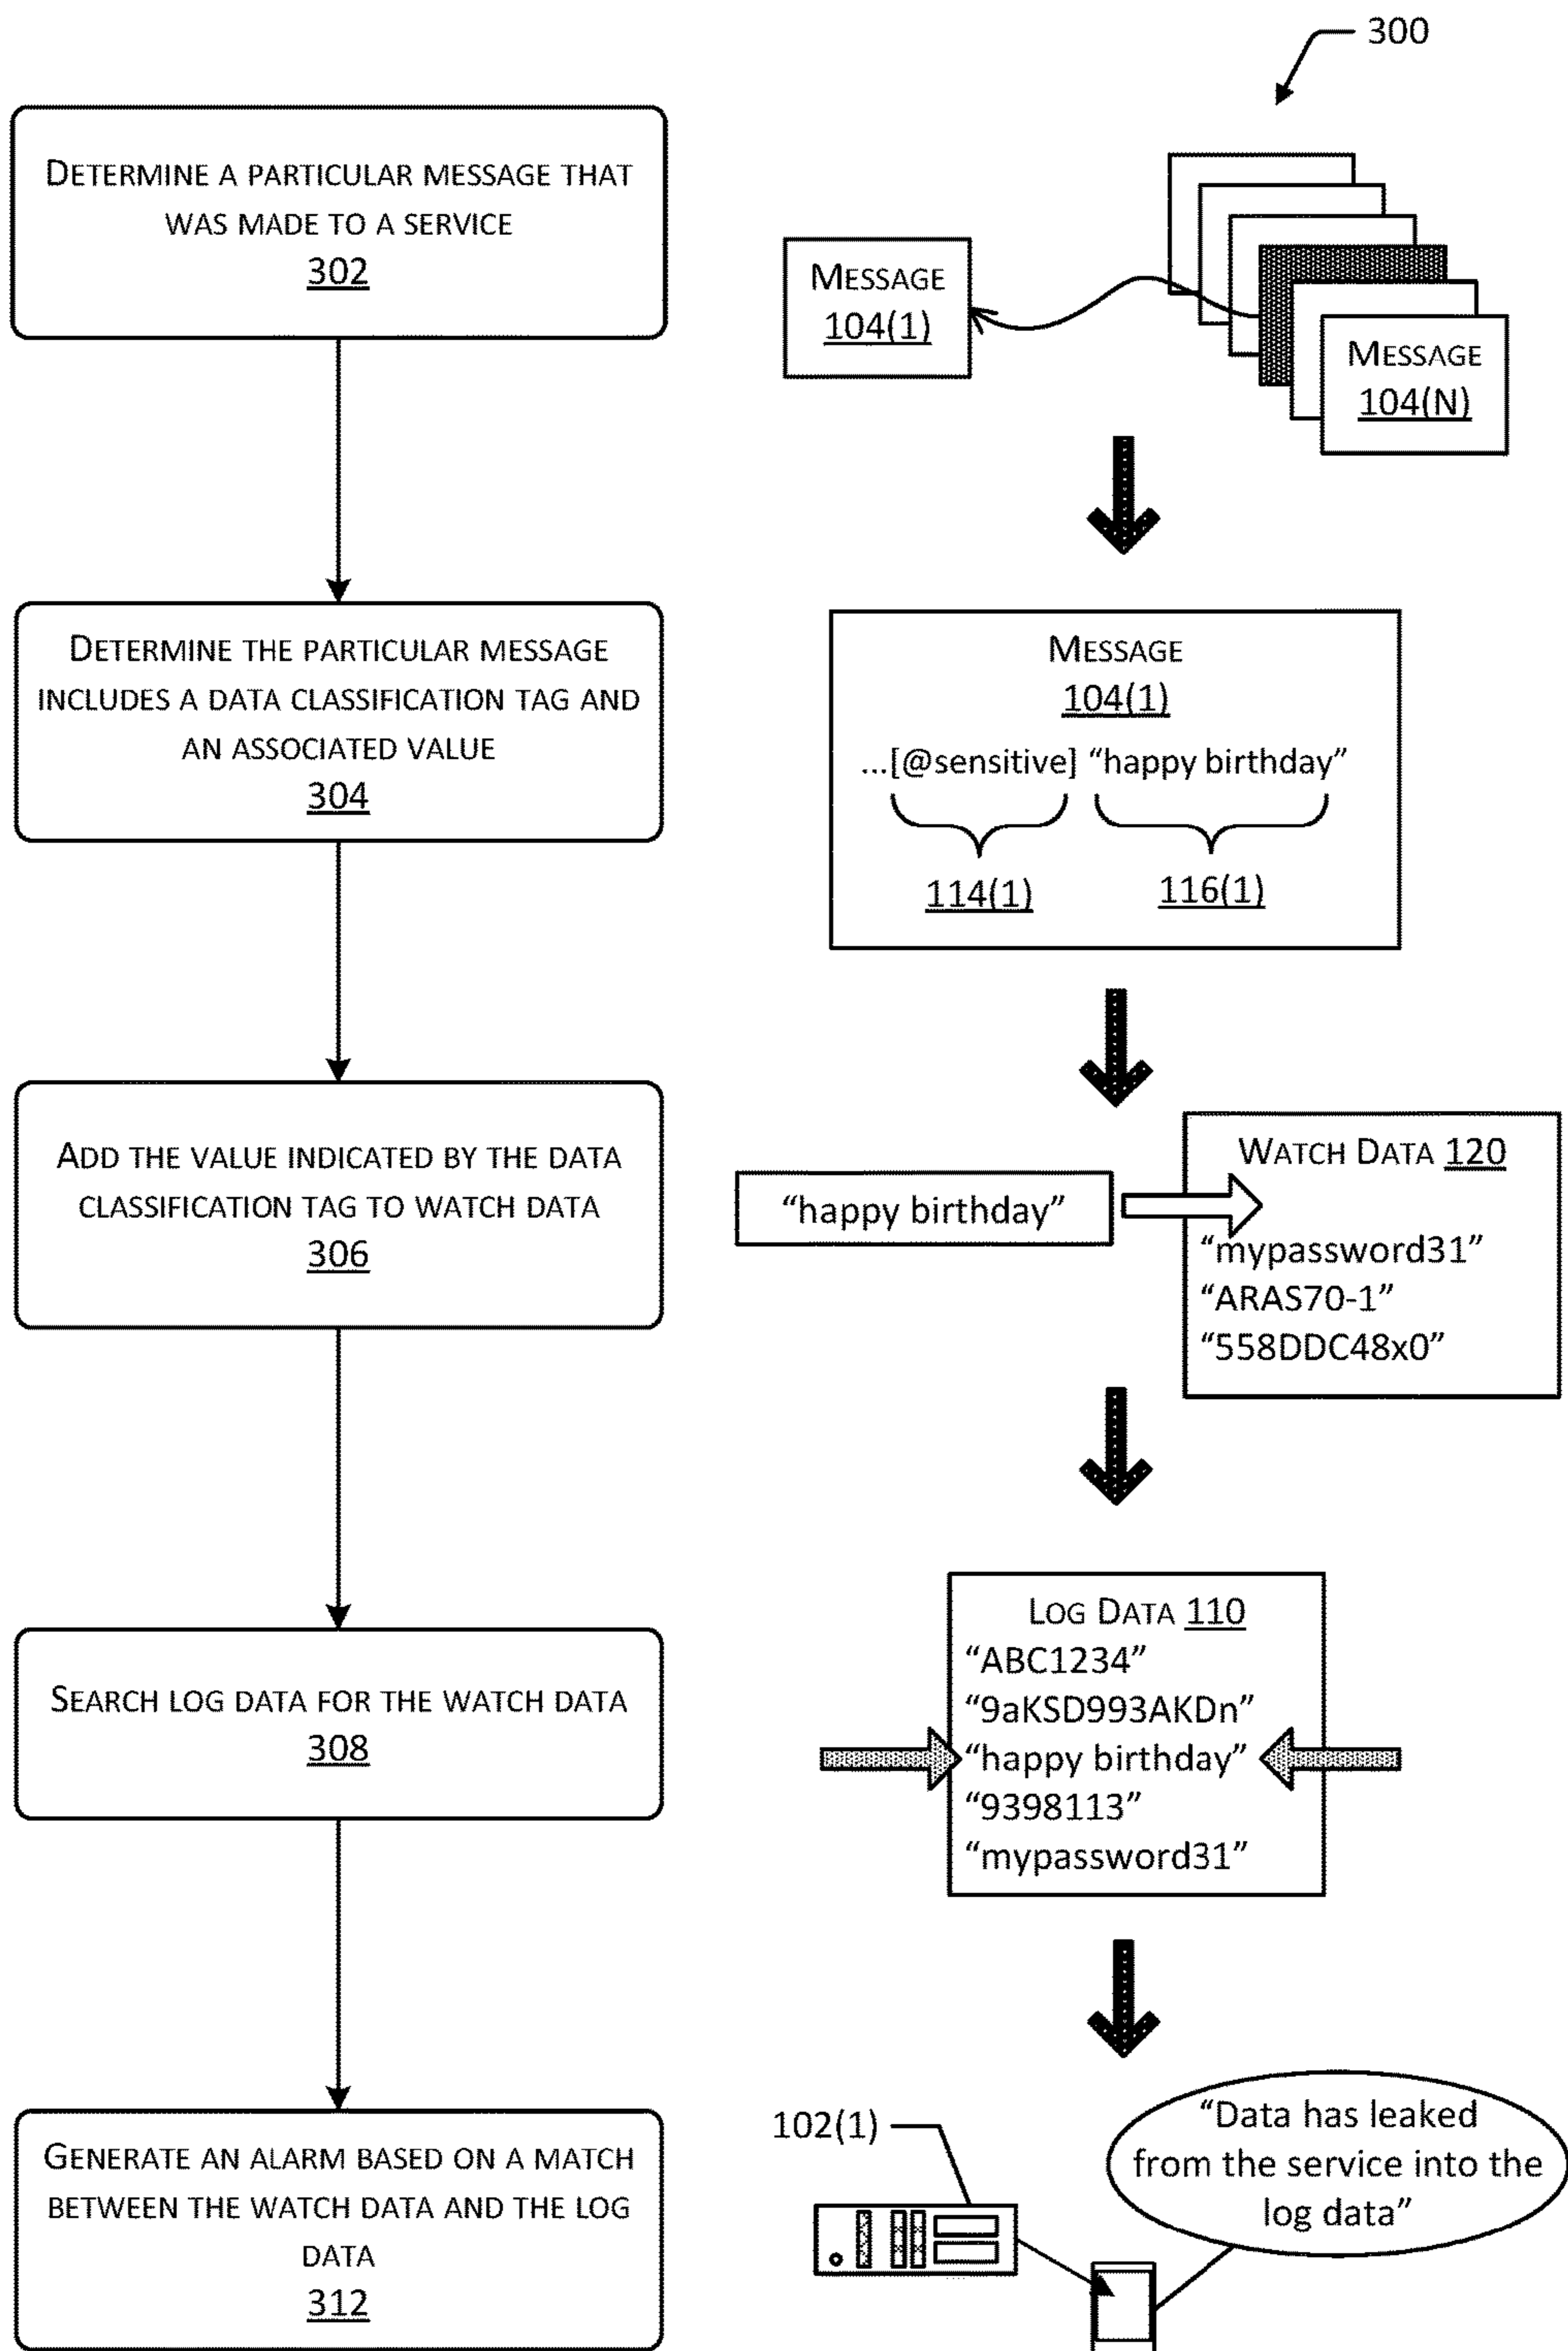 300
DETERMINE A PARTICULAR MESSAGE THAT
WAS MADE TO A SERVICE
302
MESSAGE
104(1)
MESSAGE
104(N)
DETERMINE THE PARTICULAR MESSAGE
INCLUDES A DATA CLASSIFICATION TAG AND
AN ASSOCIATED VALUE
304
MESSAGE
104(1)
...[@sensitive] “happy birthday”
114(1) 116(1)
ADD THE VALUE INDICATED BY THE DATA
CLASSIFICATION TAG TO WATCH DATA
306
“happy birthday”
WATCH DATA 120
“mypassword31”
“ARAS70-1”
“558DDC48x0”
SEARCH LOG DATA FOR THE WATCH DATA
308
LOG DATA 110
“ABC1234”
“9aKSD993AKDn”
“happy birthday”
“9398113”
“mypassword31”
GENERATE AN ALARM BASED ON A MATCH
BETWEEN THE WATCH DATA AND THE LOG
DATA
312
102(1)
“Data has leaked
from the service into the
log data”